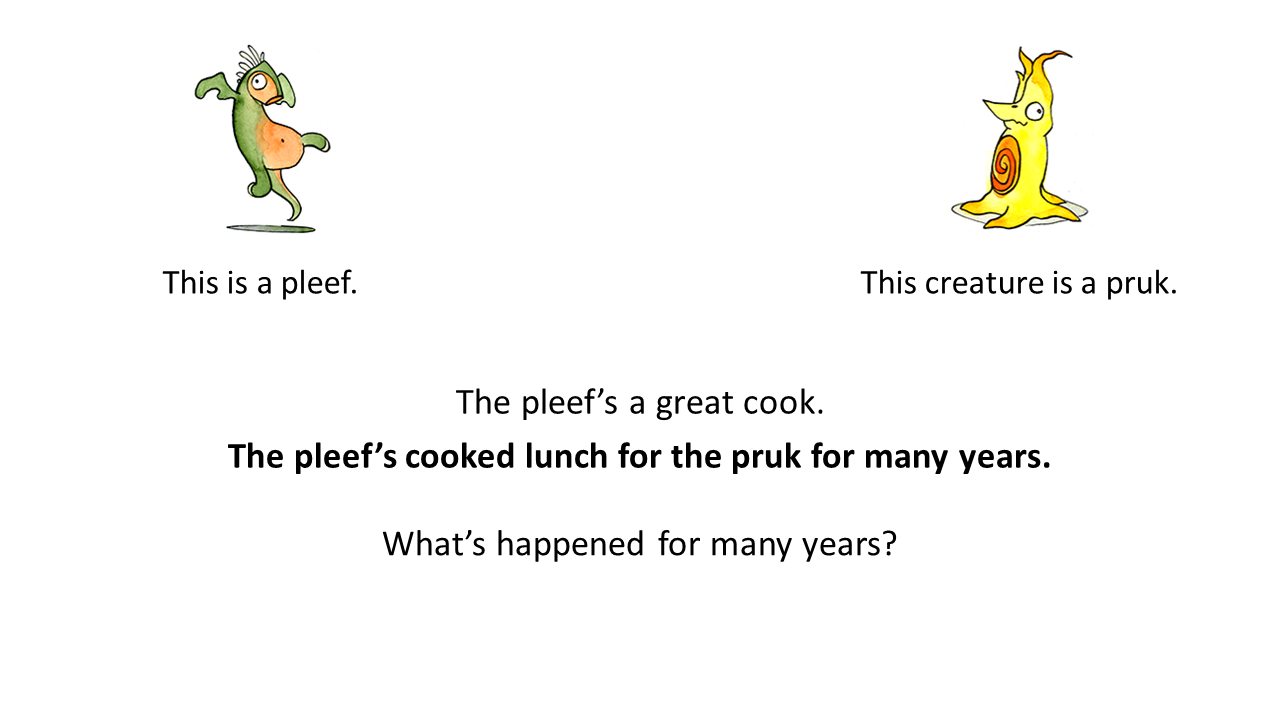 This is a pleef.
This creature is a pruk.
The pleef’s a great cook.
The pleef’s cooked lunch for the pruk for many years.
What’s happened for many years?